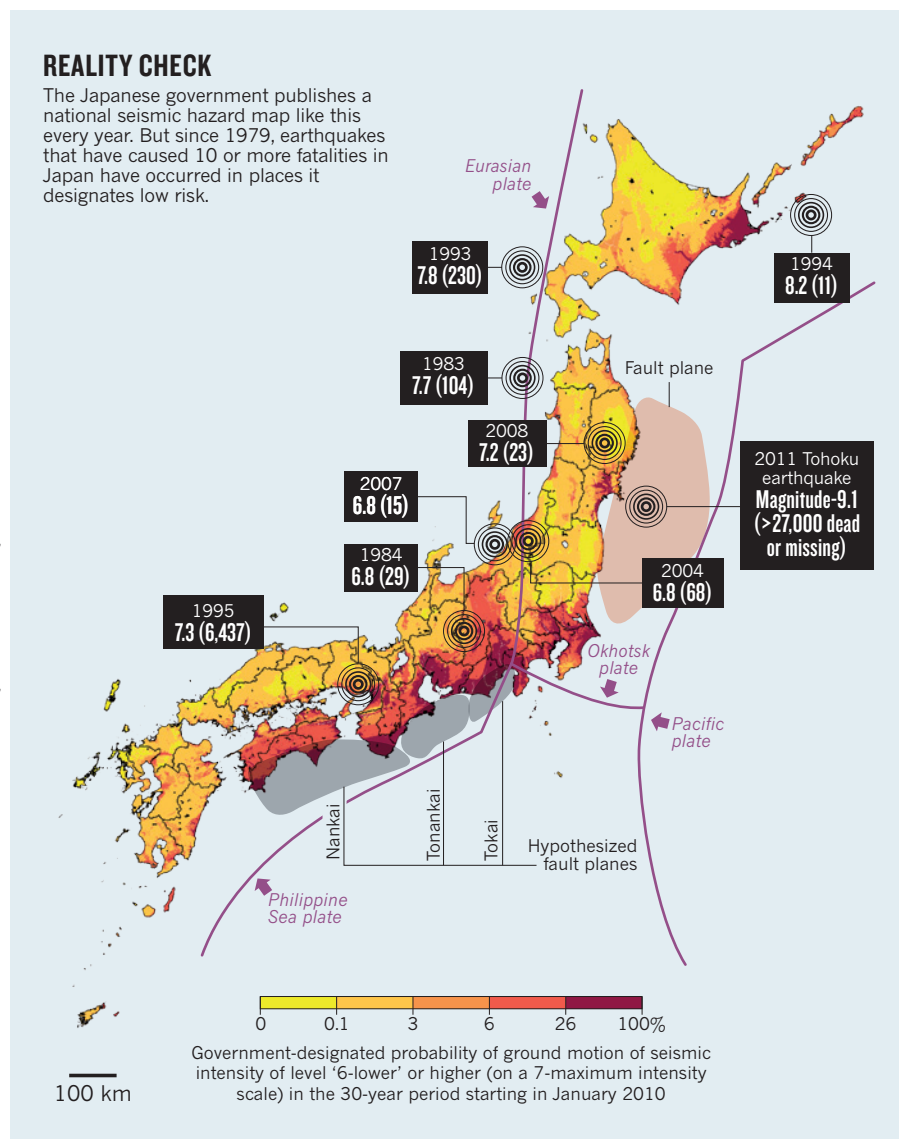 REALITY CHECK
The Japanese government publishes a
national seismic hazard map like this
every year. But since 1979, earthquakes
that have caused 10 or more fatalities in
Japan have occurred in places it
designates low risk.
Eurasian
plate
1993
7.8 (230)
1994
8.2 (11)
1983
7.7 (104)
Fault plane
2008
7.2 (23)
2011 Tohoku
earthquake
Magnitude-9.1
(>27,000 dead
or missing)
2007
6.8 (15)
1984
6.8 (29)
2004
6.8 (68)
1995
7.3 (6,437)
Okhotsk
plate
Pacific
plate
Nankai
Tonankai
Tokai
Hypothesized
fault planes
Philippine
Sea plate
0
0.1
3
6
26
100%
Government-designated probability of ground motion of seismic
intensity of level ‘6-lower’ or higher (on a 7-maximum intensity
scale) in the 30-year period starting in January 2010
100 km